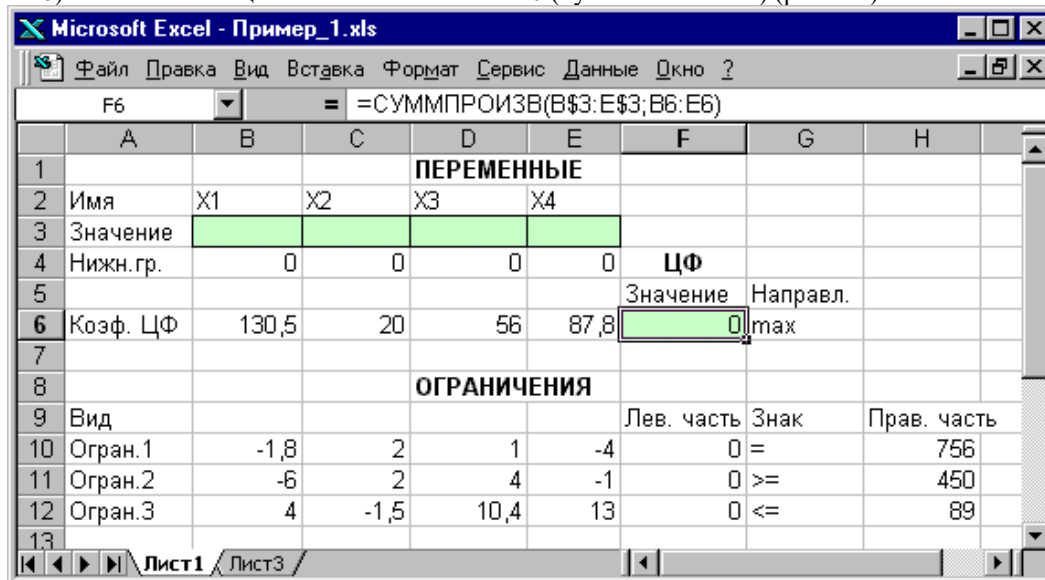 Microsoft Excel - Пример_1.xls
Файл Правка Вид Вставка Формат Сервис Данные Окно ?
F6 = =СУММПРОИЗВ(B$3:E$3;B6:E6)
A B C D E F G H
1 ПЕРЕМЕННЫЕ
2 Имя X1 X2 X3 X4
3 Значение
4 Нижн.гр. 0 0 0 0 ЦФ
5 Значение Направл.
6 Коэф. ЦФ 130,5 20 56 87,8 0 max
7
8 ОГРАНИЧЕНИЯ
9 Вид Лев. часть Знак Прав. часть
10 Огран.1 -1,8 2 1 -4 0 = 756
11 Огран.2 -6 2 4 -1 0 >= 450
12 Огран.3 4 -1,5 10,4 13 0 <= 89
13
Лист1 Лист3